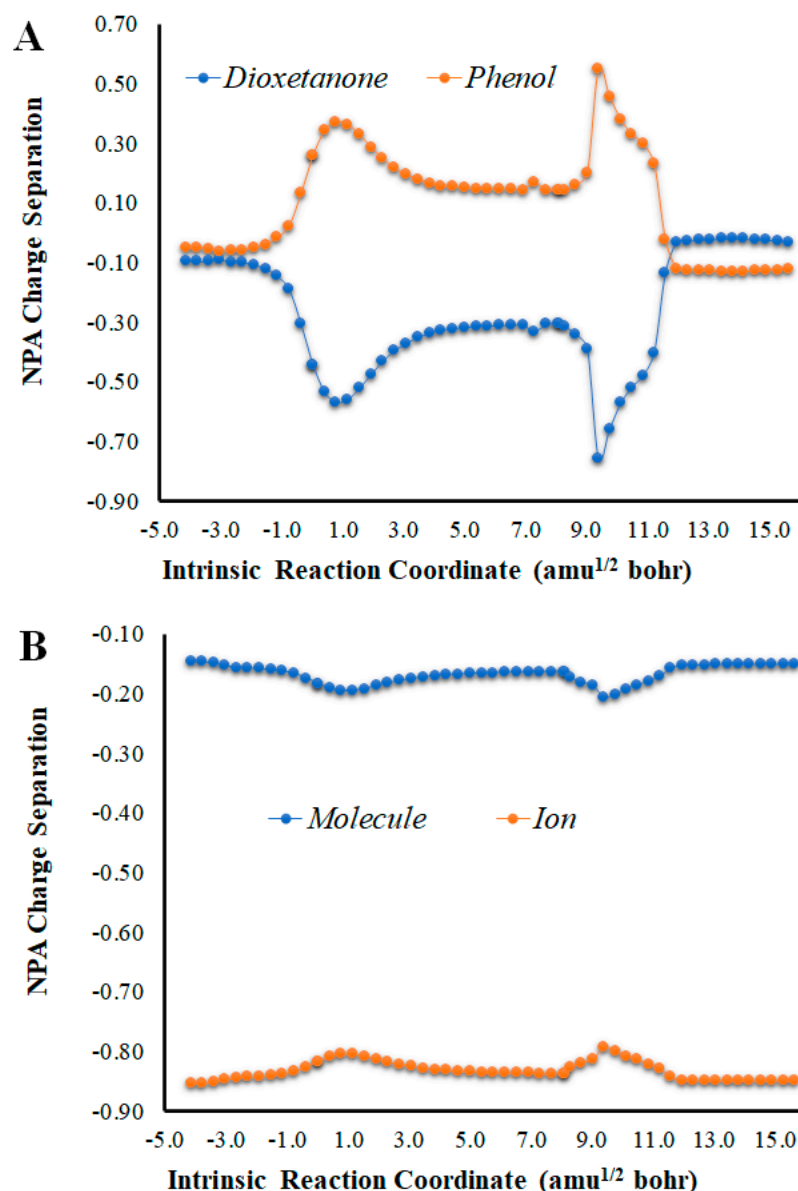 A
0.70
0.50
0.30
0.10
-0.10
-0.30
-0.50
-0.70
-0.90
NPA Charge Separation
Dioxetanone Phenol
-5.0 -3.0 -1.0 1.0 3.0 5.0 7.0 9.0 11.0 13.0 15.0
Intrinsic Reaction Coordinate (amu1/2 bohr)
B
-0.10
-0.20
-0.30
-0.40
-0.50
-0.60
-0.70
-0.80
-0.90
NPA Charge Separation
Molecule Ion
-5.0 -3.0 -1.0 1.0 3.0 5.0 7.0 9.0 11.0 13.0 15.0
Intrinsic Reaction Coordinate (amu1/2 bohr)